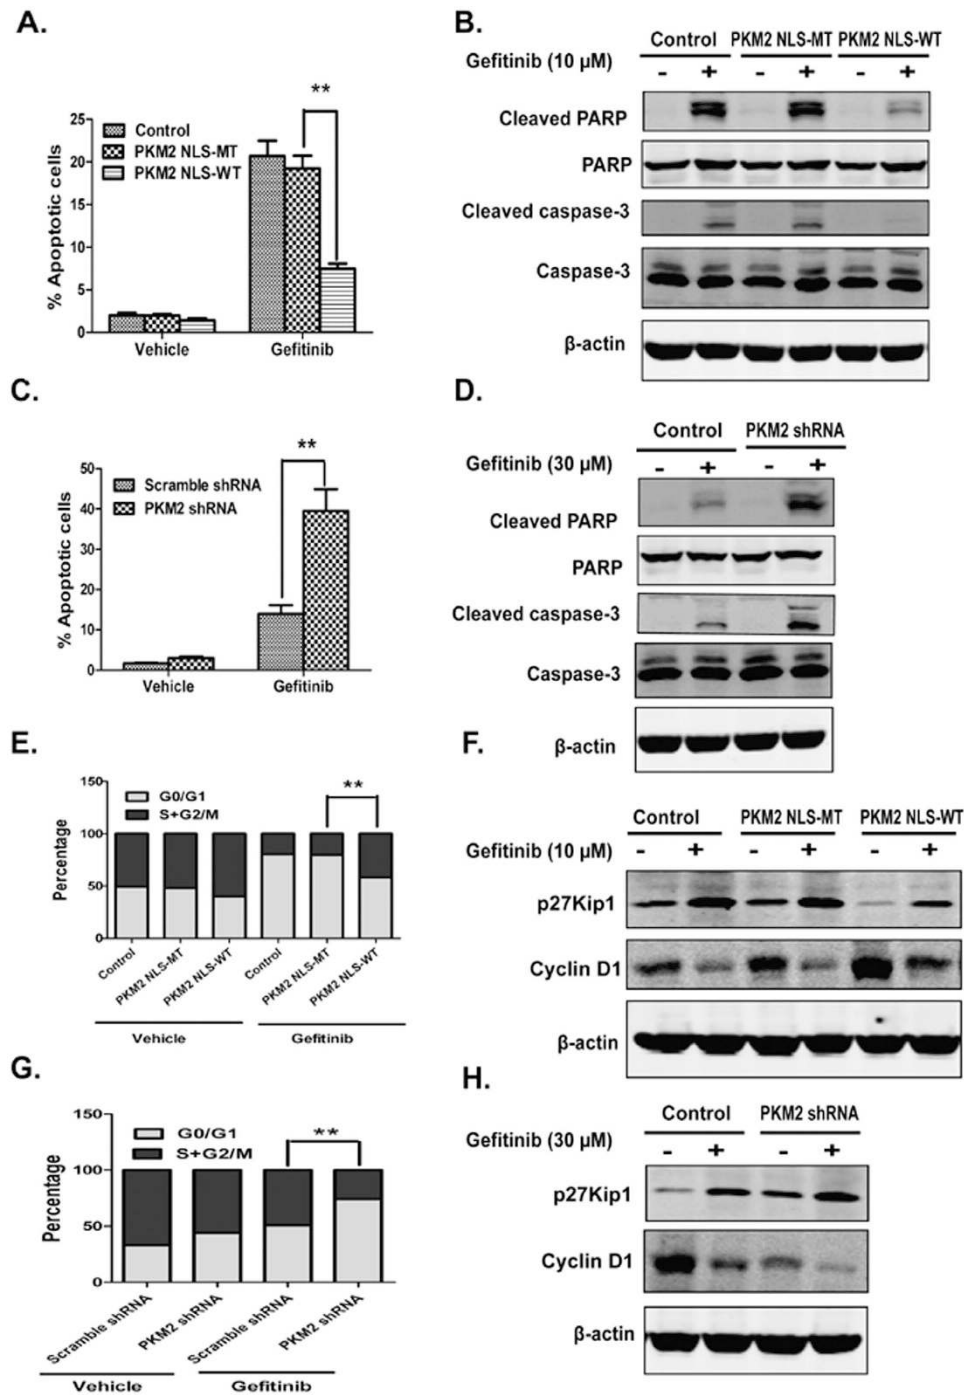 A.
25
20
15
10
5
0
% Apoptotic cells
Control
PKM2 NLS-MT
PKM2 NLS-WT
**
Vehicle Gefitinib
B.
Control PKM2 NLS-MT PKM2 NLS-WT
Gefitinib (10 µM) - + - + - +
Cleaved PARP
PARP
Cleaved caspase-3
Caspase-3
β-actin
C.
50
40
30
20
10
0
% Apoptotic cells
Scramble shRNA
PKM2 shRNA
**
Vehicle Gefitinib
D.
Control PKM2 shRNA
Gefitinib (30 µM) - + - +
Cleaved PARP
PARP
Cleaved caspase-3
Caspase-3
β-actin
E.
150
100
50
0
Percentage
G0/G1
S+G2/M
**
Control PKM2 NLS-MT PKM2 NLS-WT Control PKM2 NLS-MT PKM2 NLS-WT
Vehicle Gefitinib
F.
Control PKM2 NLS-MT PKM2 NLS-WT
Gefitinib (10 µM) - + - + - +
p27Kip1
Cyclin D1
β-actin
G.
150
100
50
0
Percentage
G0/G1
S+G2/M
**
Scramble shRNA PKM2 shRNA Scramble shRNA PKM2 shRNA
Vehicle Gefitinib
H.
Control PKM2 shRNA
Gefitinib (30 µM) - + - +
p27Kip1
Cyclin D1
β-actin